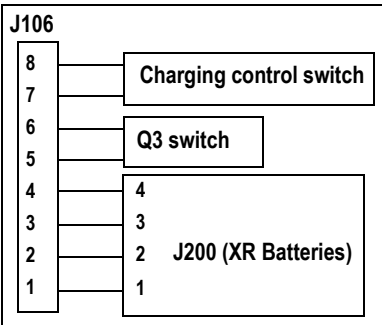 J106
8
Charging control switch
7
6
Q3 switch
5
4 4
3 3
2 2 J200 (XR Batteries)
1 1